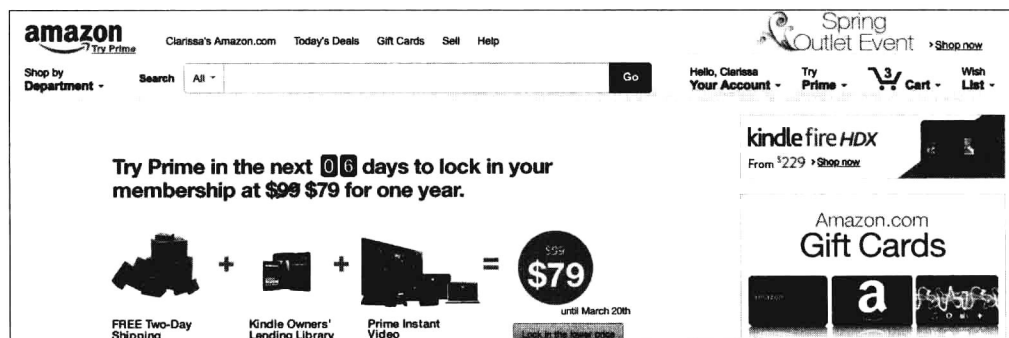 amazon
Try Prime
Clarissa's Amazon.com Today's Deals Gift Cards Sell Help
Spring
Outlet Event › Shop now
Shop by
Department
Search All Go
Hello, Clarissa
Your Account
Try
Prime
3
Cart
Wish
List
kindle fire HDX
From $229 › Shop now
Try Prime in the next 06 days to lock in your
membership at $99 $79 for one year.
Amazon.com
Gift Cards
+ + =
$99
$79
until March 20th
Lock in the lower price
FREE Two-Day
Shipping
Kindle Owners'
Lending Library
Prime Instant
Video
amazon
a